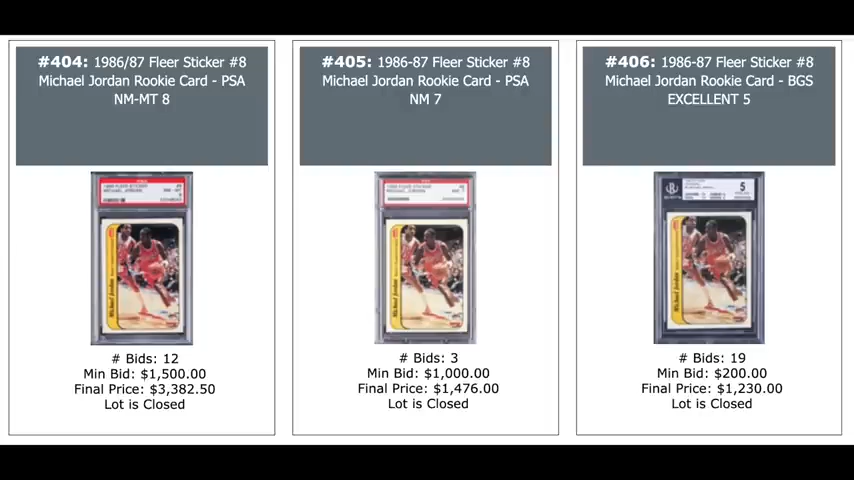 #404: 1986/87 Fleer Sticker #8
Michael Jordan Rookie Card - PSA
NM-MT 8
# Bids: 12
Min Bid: $1,500.00
Final Price: $3,382.50
Lot is Closed
#405: 1986-87 Fleer Sticker #8
Michael Jordan Rookie Card - PSA
NM 7
# Bids: 3
Min Bid: $1,000.00
Final Price: $1,476.00
Lot is Closed
#406: 1986-87 Fleer Sticker #8
Michael Jordan Rookie Card - BGS
EXCELLENT 5
5
Michael Jordan
# Bids: 19
Min Bid: $200.00
Final Price: $1,230.00
Lot is Closed